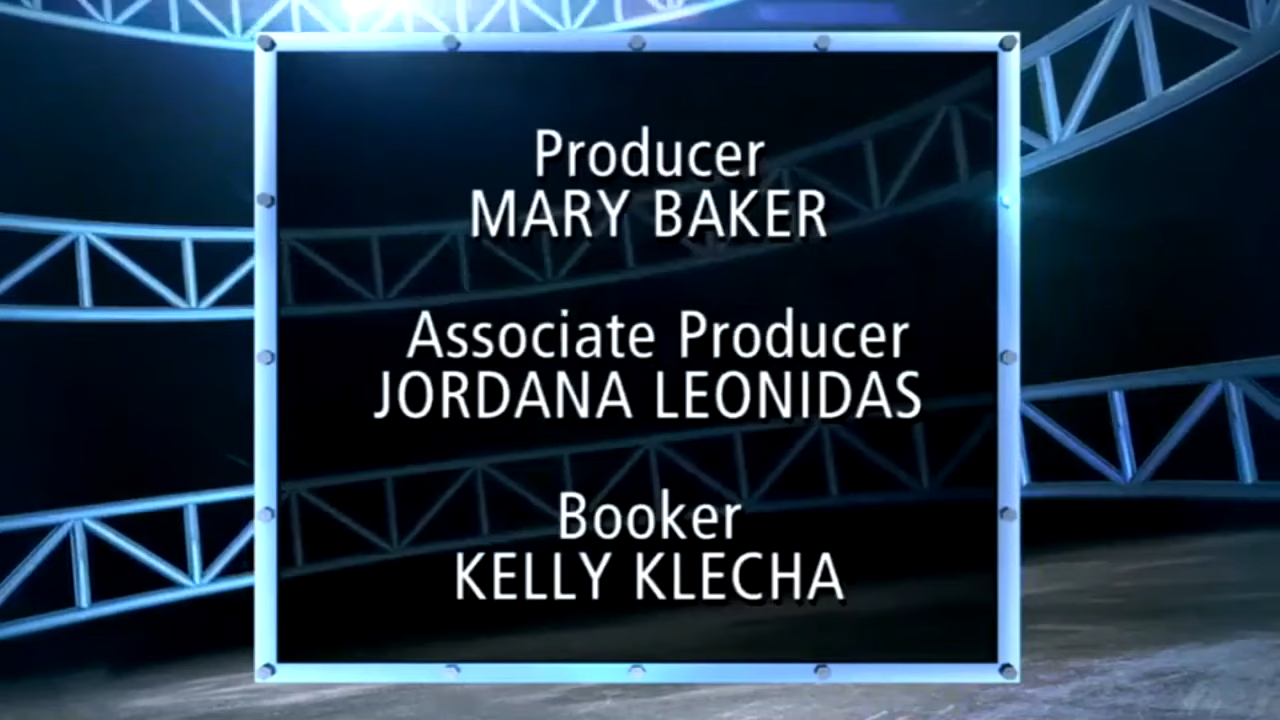 Producer
MARY BAKER
Associate Producer
JORDANA LEONIDAS
Booker
KELLY KLECHA